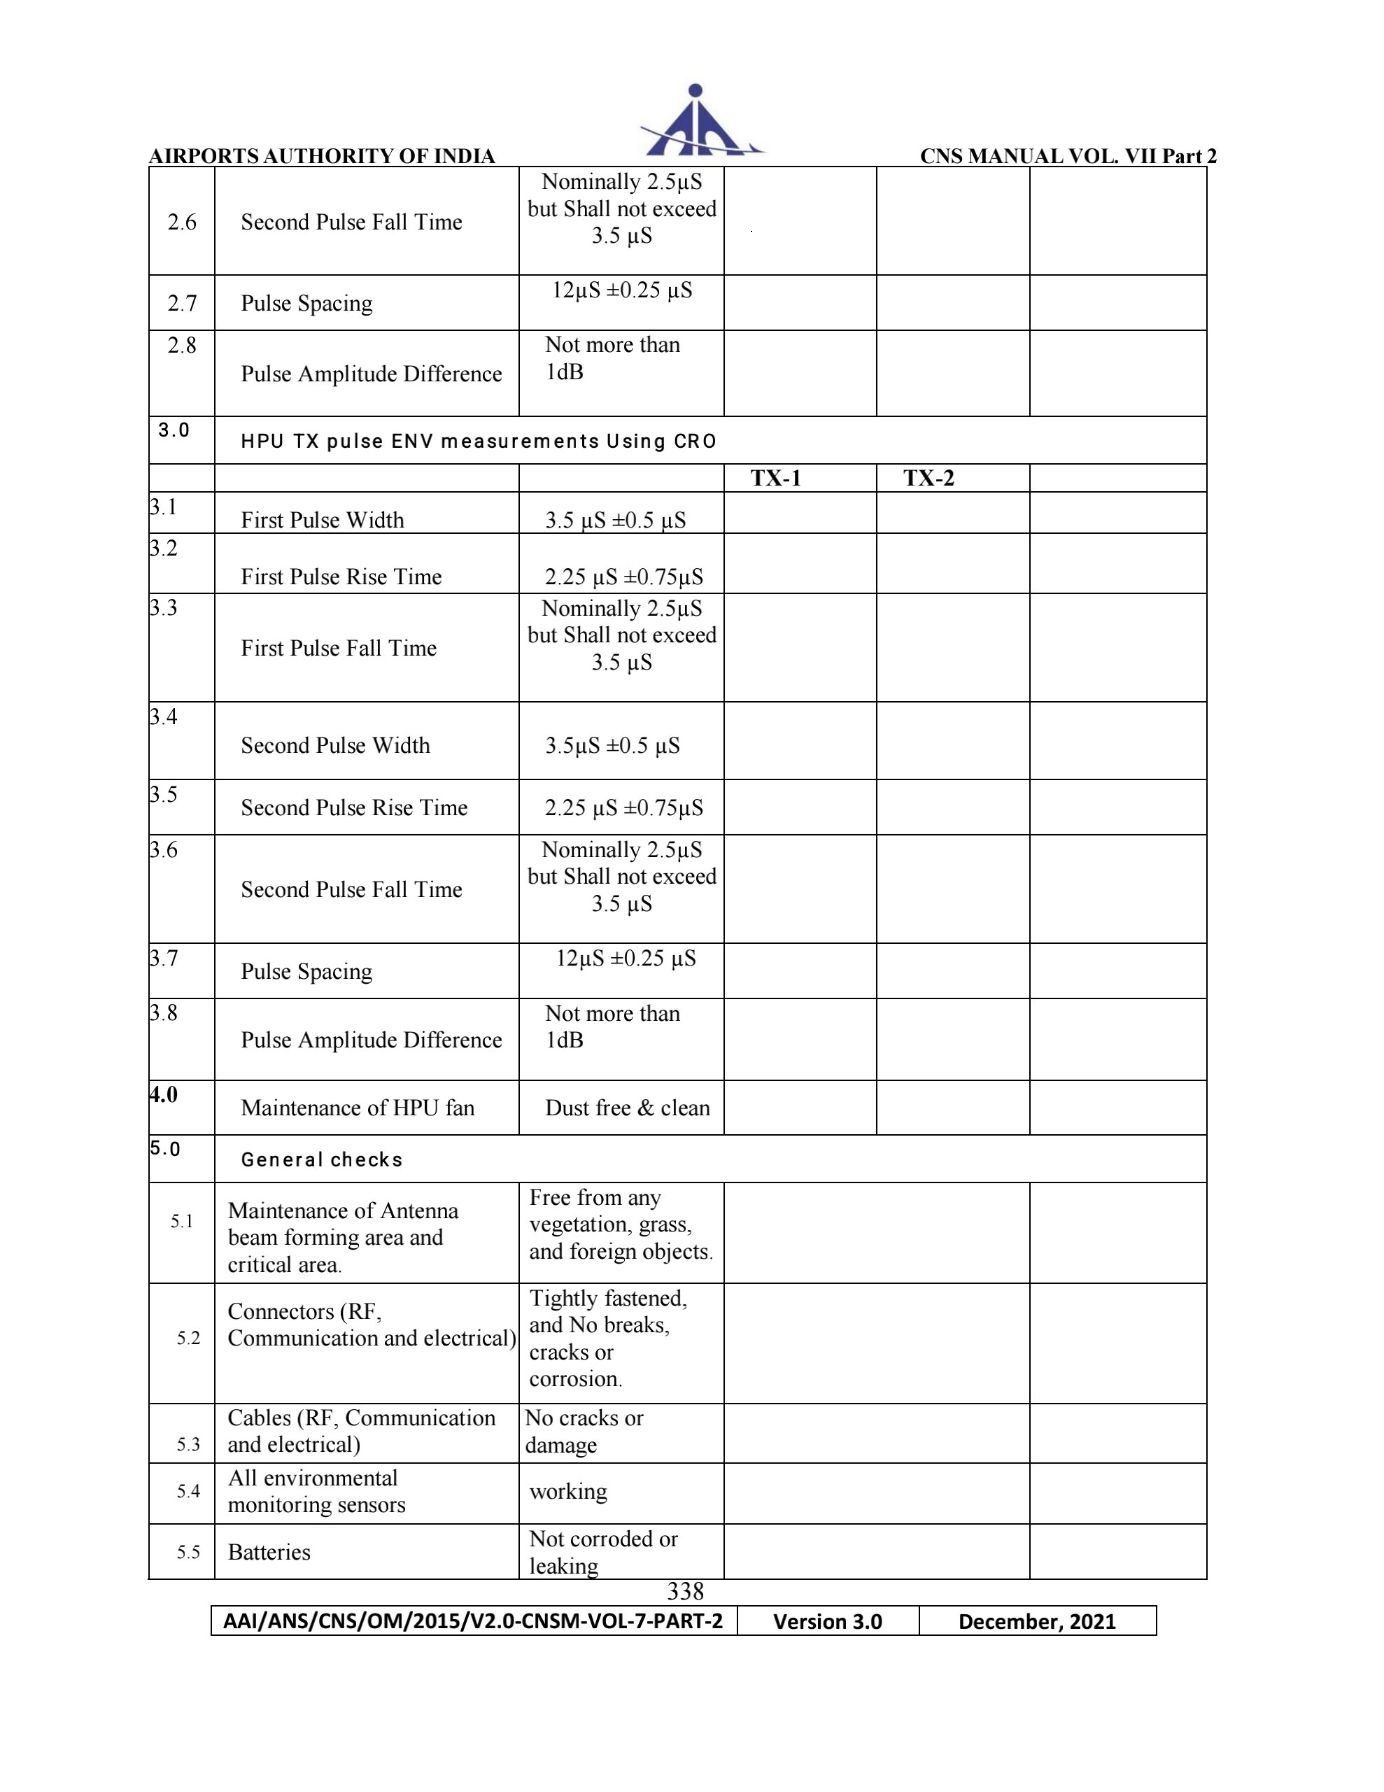 AIRPORTS AUTHORITY OF INDIA
CNS MANUAL VOL. VII Part 2
2.6
Second Pulse Fall Time
Nominally 2.5µS
but Shall not exceed
3.5 µS
2.7
Pulse Spacing
12µS ±0.25 µS
2.8
Pulse Amplitude Difference
Not more than
1dB
3.0
HPU TX pulse ENV measurements Using CRO
TX-1
TX-2
3.1
First Pulse Width
3.5 µS ±0.5 µS
3.2
First Pulse Rise Time
2.25 µS ±0.75µS
3.3
First Pulse Fall Time
Nominally 2.5µS
but Shall not exceed
3.5 µS
3.4
Second Pulse Width
3.5µS ±0.5 µS
3.5
Second Pulse Rise Time
2.25 µS ±0.75µS
3.6
Second Pulse Fall Time
Nominally 2.5µS
but Shall not exceed
3.5 µS
3.7
Pulse Spacing
12µS ±0.25 µS
3.8
Pulse Amplitude Difference
Not more than
1dB
4.0
Maintenance of HPU fan
Dust free & clean
5.0
General checks
5.1
Maintenance of Antenna
beam forming area and
critical area.
Free from any
vegetation, grass,
and foreign objects.
5.2
Connectors (RF,
Communication and electrical)
Tightly fastened,
and No breaks,
cracks or
corrosion.
5.3
Cables (RF, Communication
and electrical)
No cracks or
damage
5.4
All environmental
monitoring sensors
working
5.5
Batteries
Not corroded or
leaking
338
AAI/ANS/CNS/OM/2015/V2.0-CNSM-VOL-7-PART-2
Version 3.0
December, 2021